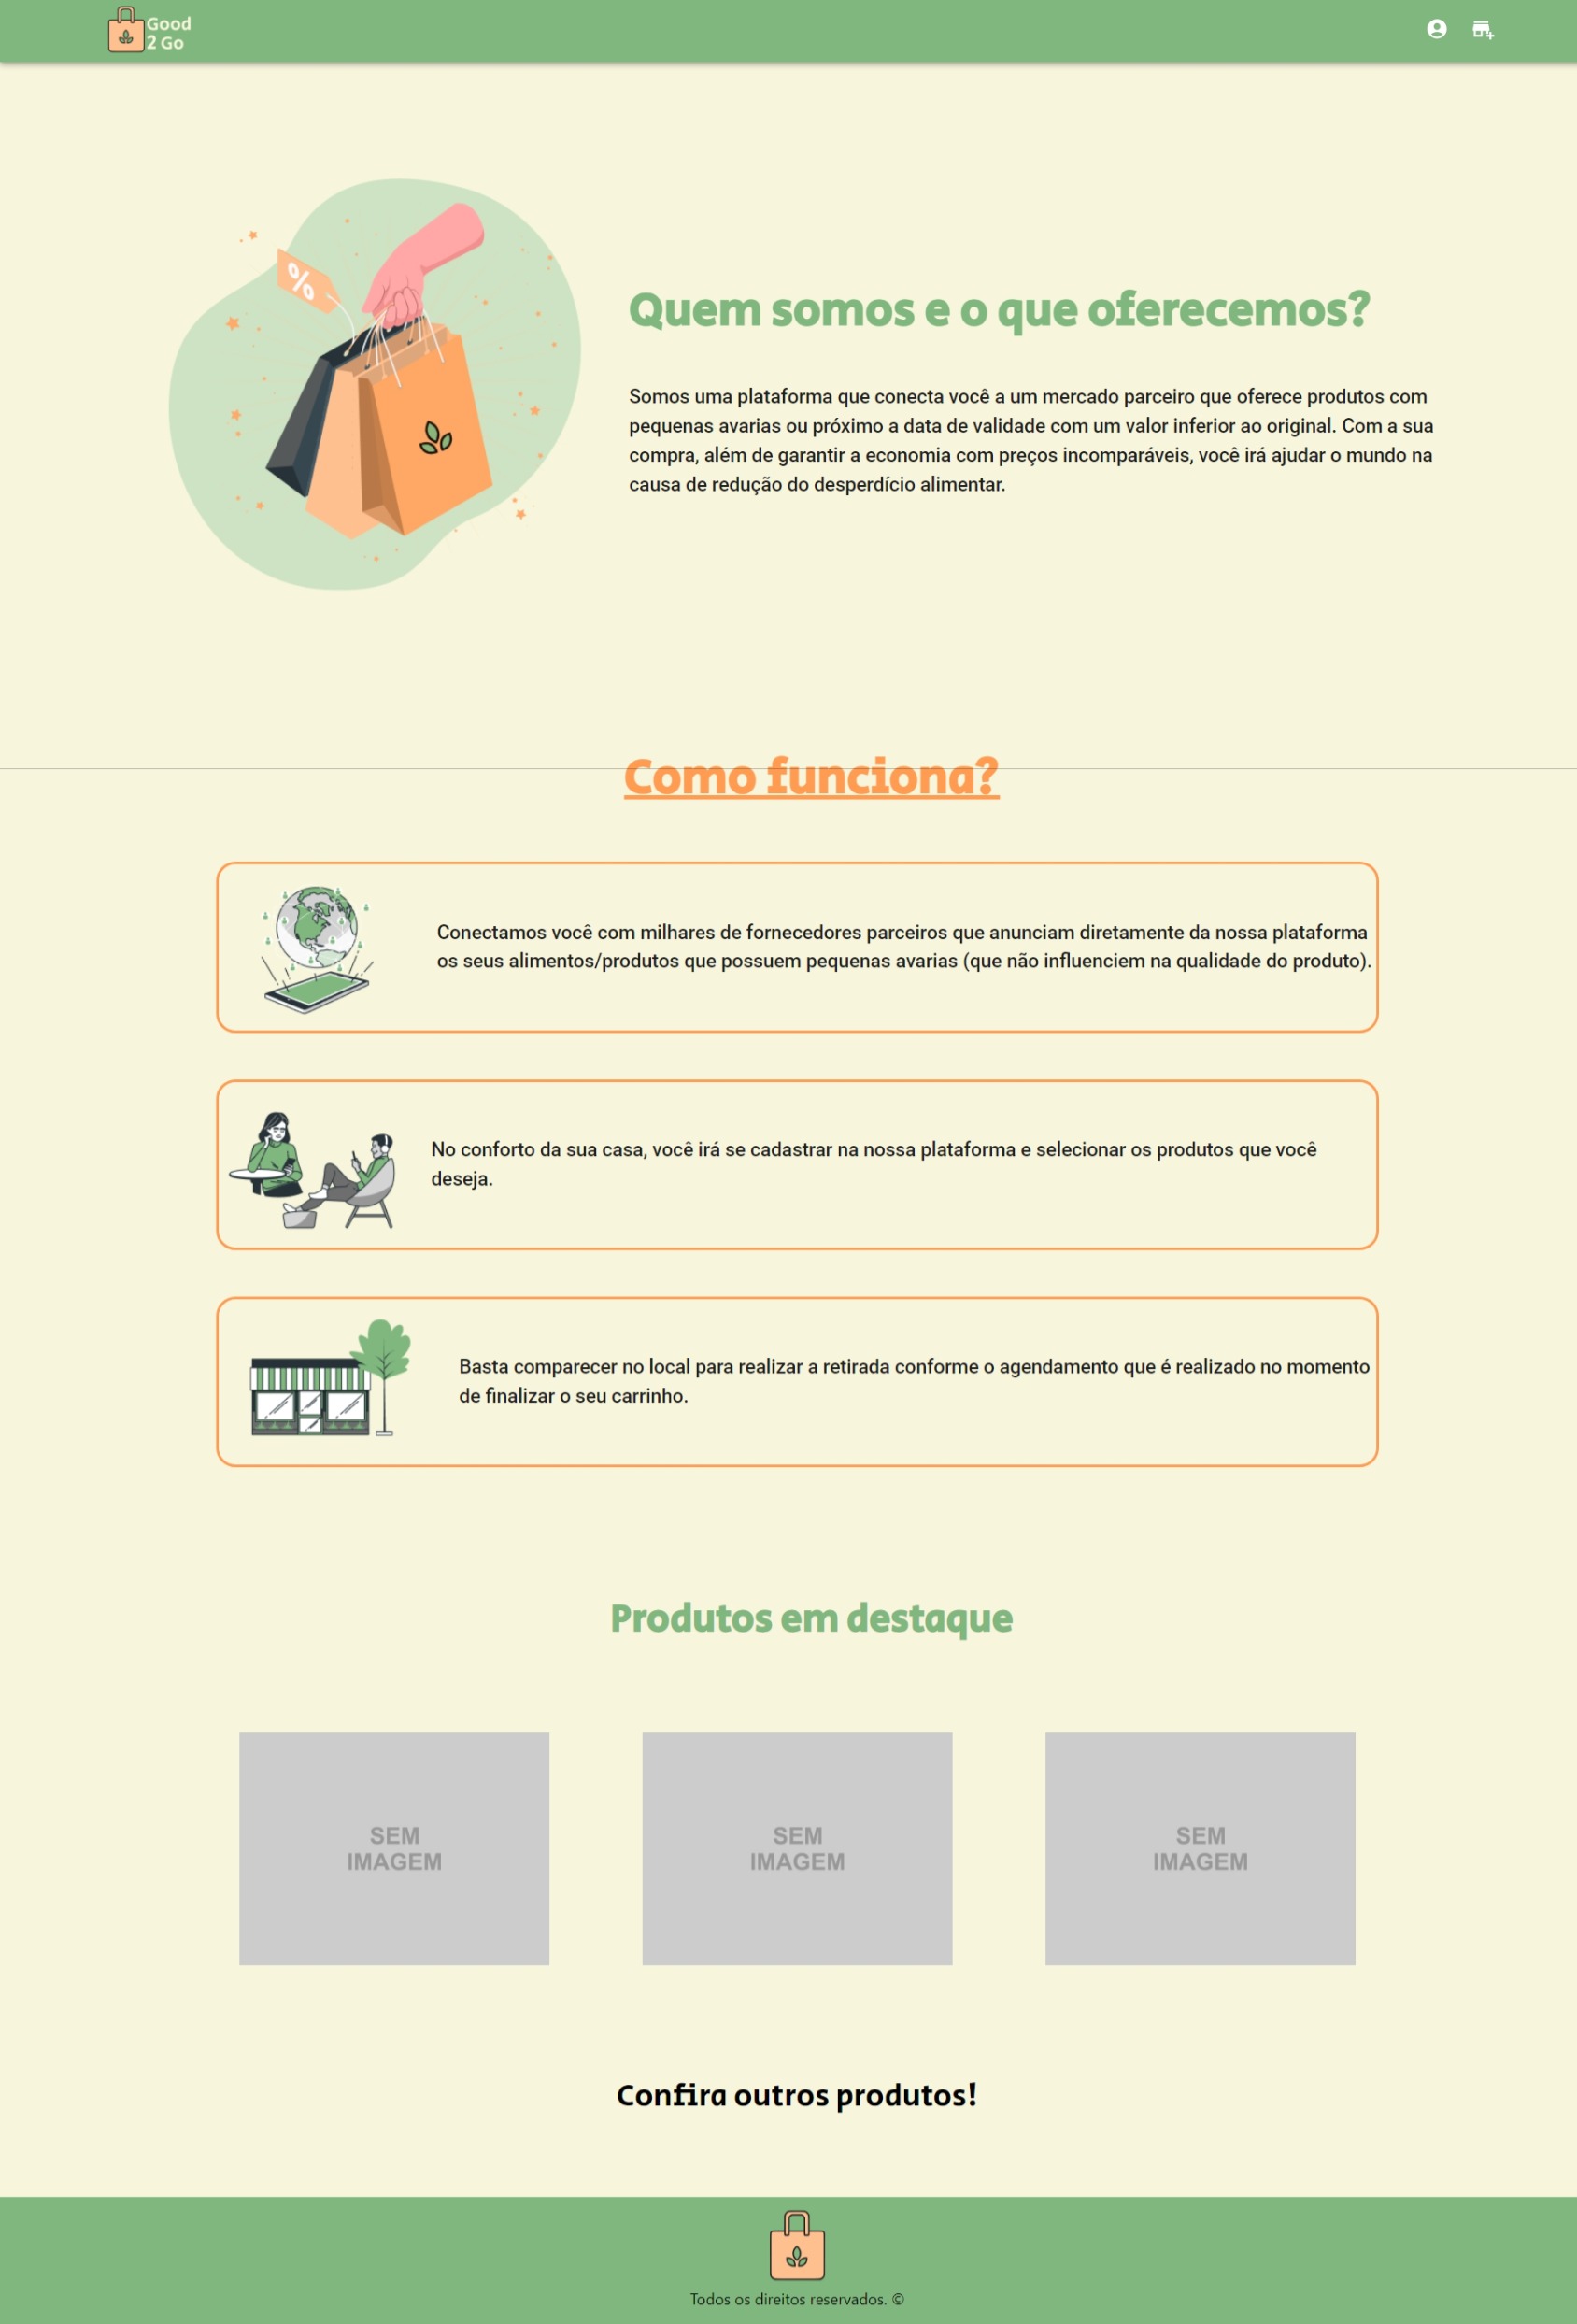 Good
2 Go
%
Quem somos e o que oferecemos?
Somos uma plataforma que conecta você a um mercado parceiro que oferece produtos com
pequenas avarias ou próximo a data de validade com um valor inferior ao original. Com a sua
compra, além de garantir a economia com preços incomparáveis, você irá ajudar o mundo na
causa de redução do desperdício alimentar.
Como funciona?
Conectamos você com milhares de fornecedores parceiros que anunciam diretamente da nossa plataforma
os seus alimentos/produtos que possuem pequenas avarias (que não influenciem na qualidade do produto).
No conforto da sua casa, você irá se cadastrar na nossa plataforma e selecionar os produtos que você
deseja.
Basta comparecer no local para realizar a retirada conforme o agendamento que é realizado no momento
de finalizar o seu carrinho.
Produtos em destaque
SEM
IMAGEM
SEM
IMAGEM
SEM
IMAGEM
Confira outros produtos!
Todos os direitos reservados. ©